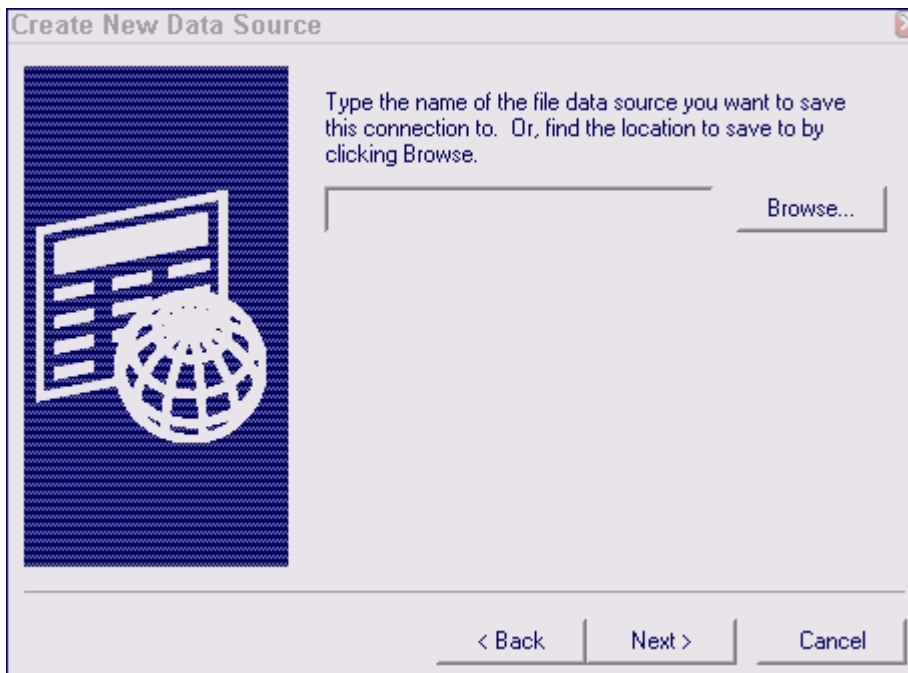 Create New Data Source
Type the name of the file data source you want to save
this connection to.  Or, find the location to save to by
clicking Browse.
Browse...
< Back
Next >
Cancel